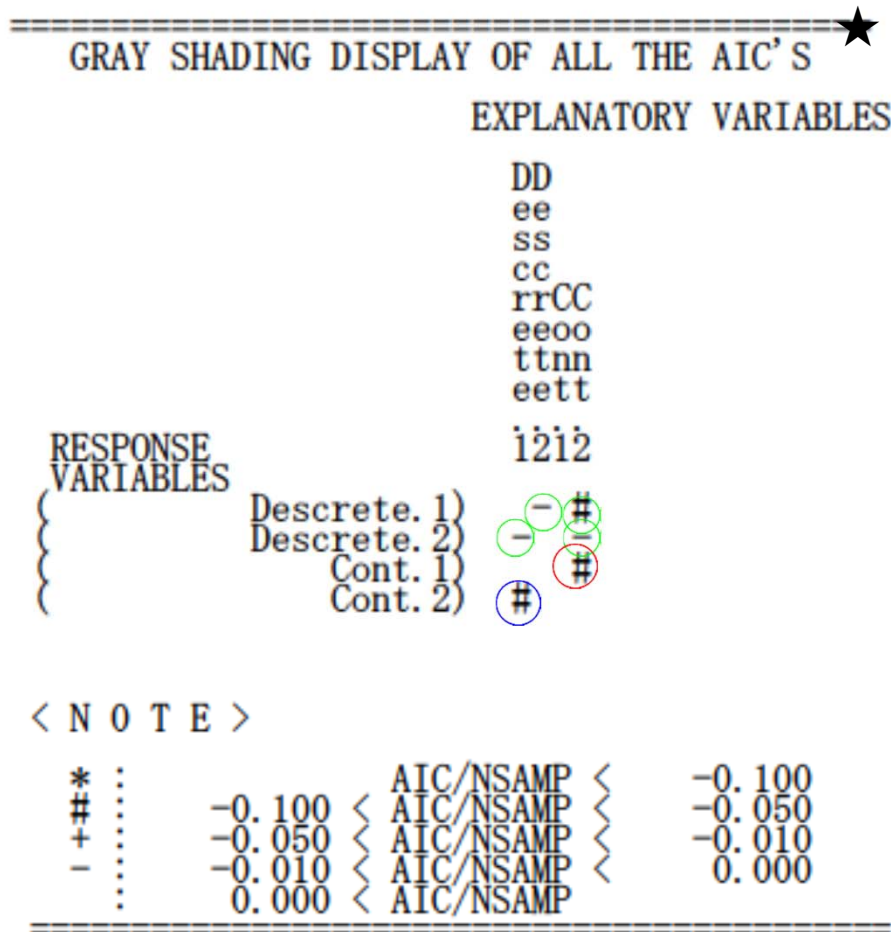 ============================================ ★
GRAY SHADING DISPLAY OF ALL THE AIC'S
EXPLANATORY VARIABLES
DD
ee
ss
cc
rrCC
eeoo
ttnn
eett
....
RESPONSE 1212
VARIABLES
( Descrete.1) - #
( Descrete.2) - -
( Cont.1) #
( Cont.2) #
< N O T E >
* : AIC/NSAMP < -0.100
# : -0.100 < AIC/NSAMP < -0.050
+ : -0.050 < AIC/NSAMP < -0.010
- : -0.010 < AIC/NSAMP < 0.000
: 0.000 < AIC/NSAMP
============================================